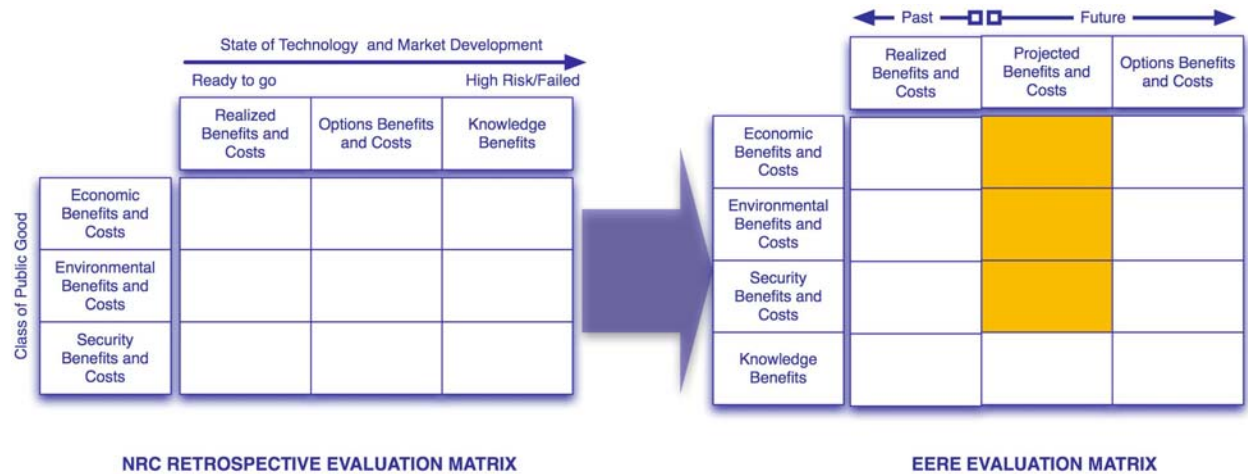 State of Technology and Market Development
Ready to go
High Risk/Failed
Realized
Benefits and
Costs
Options Benefits
and Costs
Knowledge
Benefits
Class of Public Good
Economic
Benefits and
Costs
Environmental
Benefits and
Costs
Security
Benefits and
Costs
NRC RETROSPECTIVE EVALUATION MATRIX
Past
Future
Realized
Benefits and
Costs
Projected
Benefits and
Costs
Options Benefits
and Costs
Economic
Benefits and
Costs
Environmental
Benefits and
Costs
Security
Benefits and
Costs
Knowledge
Benefits
EERE EVALUATION MATRIX